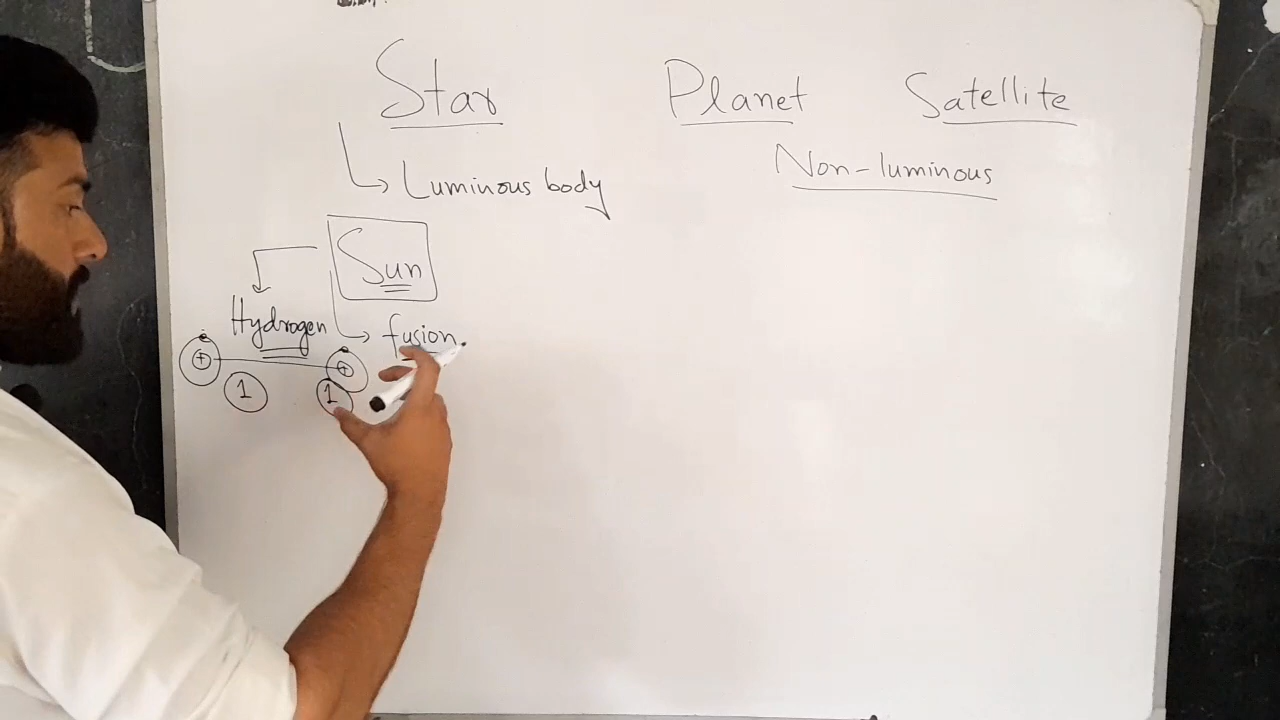 Star Planet Satellite
Luminous body
Non-luminous
Sun
Hydrogen
fusion
+ +
1 1